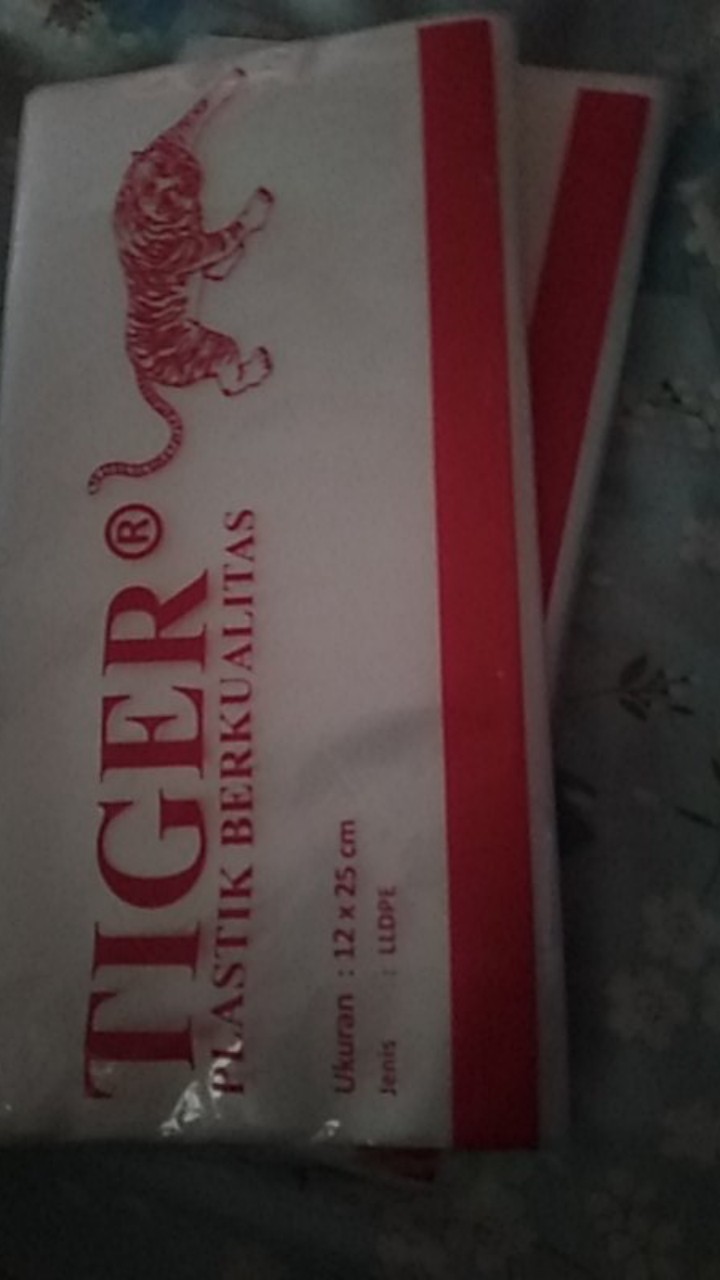 TIGER®
PLASTIK BERKUALITAS
Ukuran : 12 x 25 cm
Jenis : LLDPE